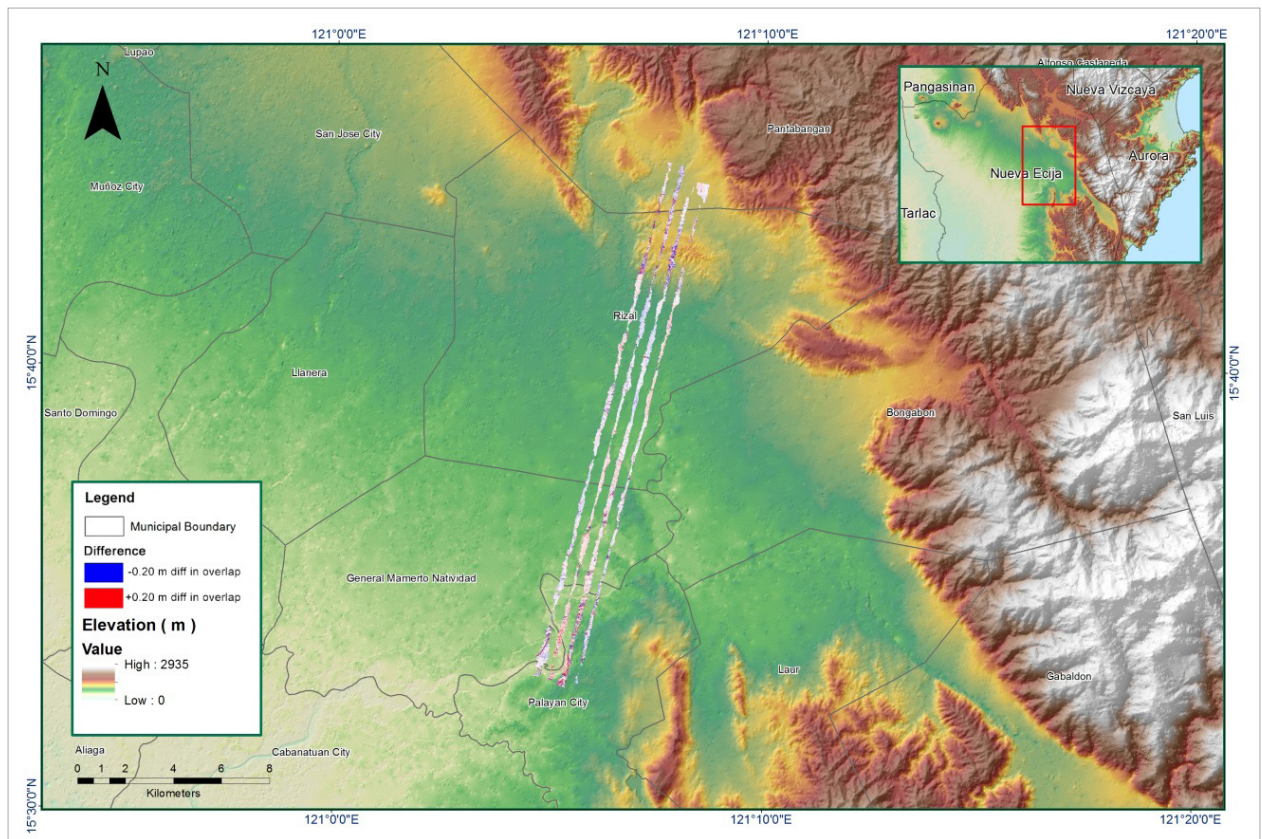 121°0'0"E
121°10'0"E
121°20'0"E
Lupao
N
San Jose City
Muñoz City
Pantabangan
Alfonso Castaneda
Pangasihan
Nueva Vizcaya
Nueva Ecija
Aurora
Tarlac
Rizal
15°40'0"N
15°40'0"N
Llanera
Santo Domingo
Bongabon
San Luis
Legend
Municipal Boundary
Difference
-0.20 m diff in overlap
+0.20 m diff in overlap
Elevation ( m )
Value
High : 2935
Low : 0
General Mamerto Natividad
Laur
Gabaldon
Palayan City
Aliaga
Cabanatuan City
0 1 2 4 6 8
Kilometers
15°30'0"N
121°0'0"E
121°10'0"E
121°20'0"E